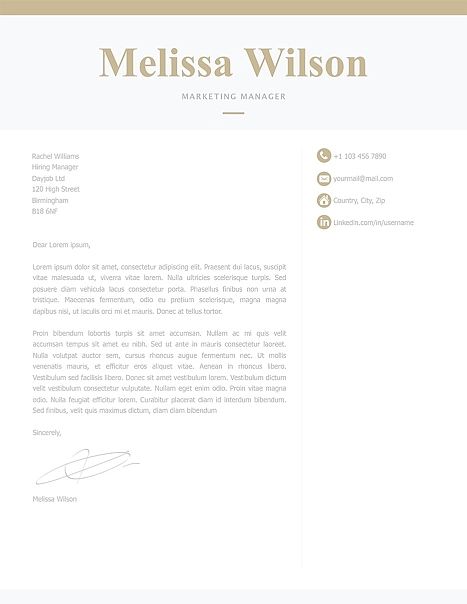 Melissa Wilson
MARKETING MANAGER
Rachel Williams
Hiring Manager
Dayjob Ltd
120 High Street
Birmingham
B18 6NF
Dear Lorem ipsum,
Lorem ipsum dolor sit amet, consectetur adipiscing elit. Praesent dui lacus, suscipit
vitae malesuada ut, viverra vitae lorem. Nulla ultricies scelerisque turpis. Sed
posuere diam vehicula lacus consectetur placerat. Phasellus finibus non urna at
tristique. Maecenas fermentum, odio eu pretium scelerisque, magna magna
dapibus nisi, ut iaculis orci mi et mauris. Donec at tellus tortor.
Proin bibendum lobortis turpis sit amet accumsan. Nullam ac mi quis velit
accumsan tempus sit amet eu nibh. Sed ut ante in mauris consequat laoreet.
Nulla volutpat auctor dui, cursus rhoncus augue fermentum nec. Ut mollis
venenatis mauris, et efficitur eros aliquet vitae. Aenean in rhoncus libero.
Vestibulum sed facilisis libero. Donec sit amet vestibulum lorem. Vestibulum dictum
velit vestibulum consectetur vulputate. Nullam eget enim odio. Proin vitae magna
odio. Nulla feugiat efficitur lorem. Curabitur placerat diam id interdum bibendum.
Sed finibus, velit quis maximus dictum, diam diam bibendum
Sincerely,
Melissa Wilson
+1 103 456 7890
yourmail@mail.com
Country, City, Zip
in Linkedin.com/in/username